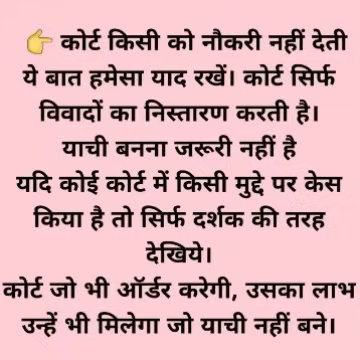 👉 कोर्ट किसी को नौकरी नहीं देती
ये बात हमेसा याद रखें। कोर्ट सिर्फ
विवादों का निस्तारण करती है।
याची बनना जरूरी नहीं है
यदि कोई कोर्ट में किसी मुद्दे पर केस
किया है तो सिर्फ दर्शक की तरह
देखिये।
कोर्ट जो भी ऑर्डर करेगी, उसका लाभ
उन्हें भी मिलेगा जो याची नहीं बने।